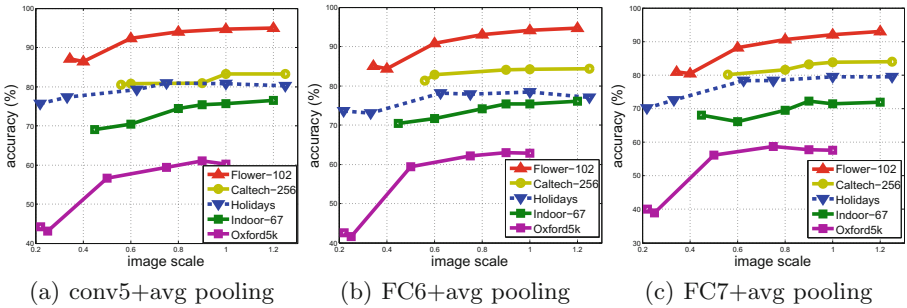 100
90
80
70
60
50
40
accuracy (%)
0.2 0.4 0.6 0.8 1.0 1.2
image scale
Flower−102
Caltech−256
Holidays
Indoor−67
Oxford5k
(a) conv5+avg pooling
100
90
80
70
60
50
40
accuracy (%)
0.2 0.4 0.6 0.8 1.0 1.2
image scale
Flower−102
Caltech−256
Holidays
Indoor−67
Oxford5k
(b) FC6+avg pooling
100
90
80
70
60
50
40
30
accuracy (%)
0.2 0.4 0.6 0.8 1.0 1.2
image scale
Flower−102
Caltech−256
Holidays
Indoor−67
Oxford5k
(c) FC7+avg pooling